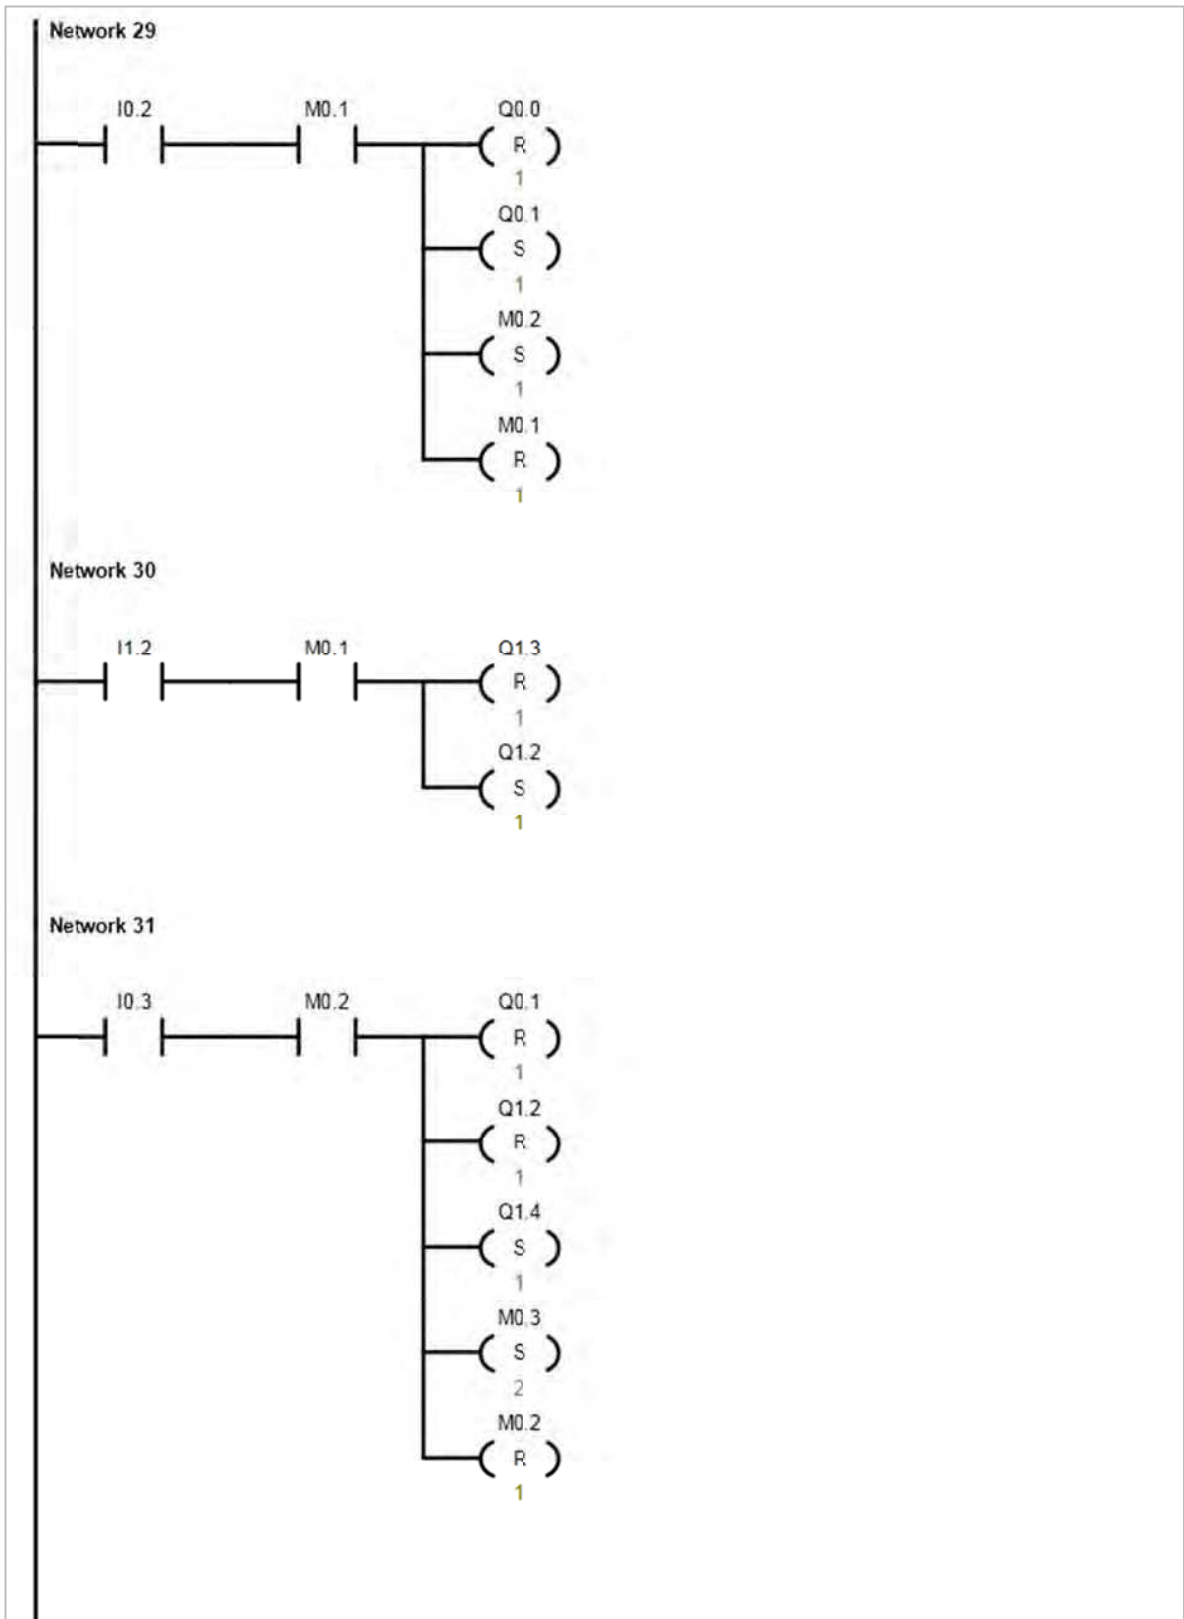 Network 29
I0.2 M0.1 Q0.0
R
1
Q0.1
S
1
M0.2
S
1
M0.1
R
1
Network 30
I1.2 M0.1 Q1.3
R
1
Q1.2
S
1
Network 31
I0.3 M0.2 Q0.1
R
1
Q1.2
R
1
Q1.4
S
1
M0.3
S
2
M0.2
R
1